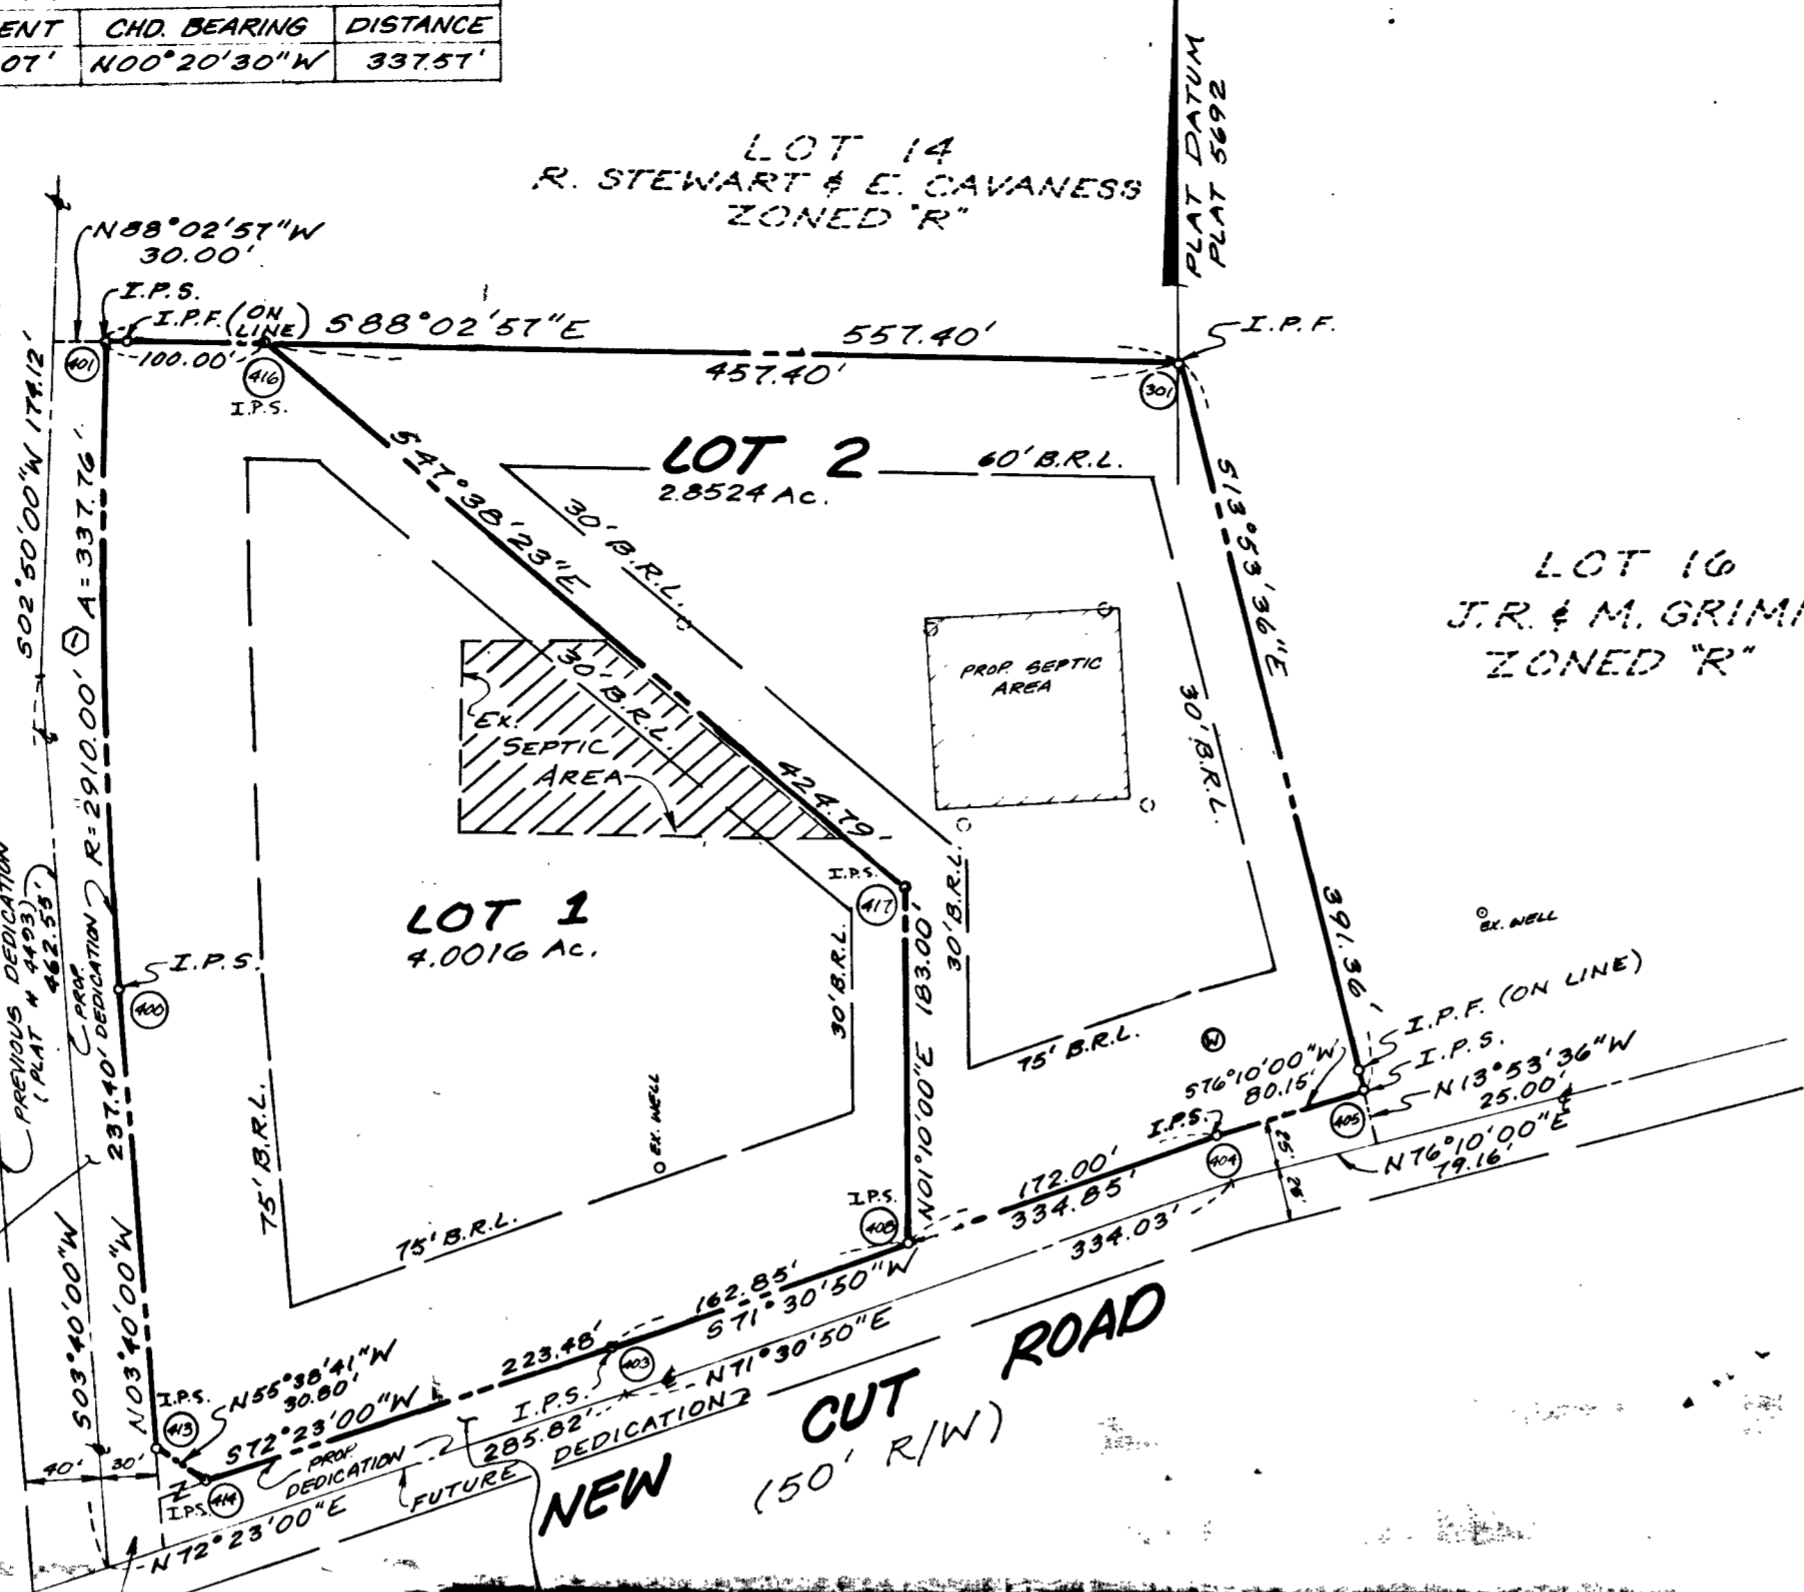 CHD. BEARING DISTANCE
07' N00°20'30"W 337.57'
PLAT DATUM
PLAT 5692
LOT 14
R. STEWART & E. CAVANESS
ZONED "R"
N88°02'57"W
30.00'
I.P.S.
I.P.F. (ON LINE)
S88°02'57"E 557.40'
I.P.F.
401
100.00'
416
I.P.S.
457.40'
301
S02°50'00"W 174.12'
R=2910.00' A=337.76'
LOT 2
2.8524 AC.
60' B.R.L.
S47°38'23"E
424.79'
30' B.R.L.
S13°53'36"E
391.36'
LOT 16
J.R. & M. GRIM
ZONED "R"
PROP. SEPTIC
AREA
30' B.R.L.
30' B.R.L.
EX.
SEPTIC
AREA
LOT 1
4.0016 AC.
I.P.S.
417
30' B.R.L.
30' B.R.L.
N01°10'00"E 183.00'
EX. WELL
PREVIOUS DEDICATION
(PLAT # 4493)
462.55'
PROP.
DEDICATION
I.P.S.
400
237.40'
75' B.R.L.
75' B.R.L.
W
I.P.F. (ON LINE)
I.P.S.
N13°53'36"W
25.00'
S76°10'00"W
80.15'
I.P.S.
405
404
N76°10'00"E
79.16'
25'
25'
EX. WELL
75' B.R.L.
I.P.S.
408
172.00'
334.85'
334.03'
162.85'
S71°30'50"W
N71°30'50"E
S03°40'00"W
N03°40'00"W
I.P.S.
413
N55°38'41"W
30.80'
S72°23'00"W
223.48'
I.P.S.
403
285.82'
PROP.
DEDICATION
FUTURE DEDICATION
40' 30'
I.P.S.
414
N72°23'00"E
NEW CUT ROAD
(50' R/W)